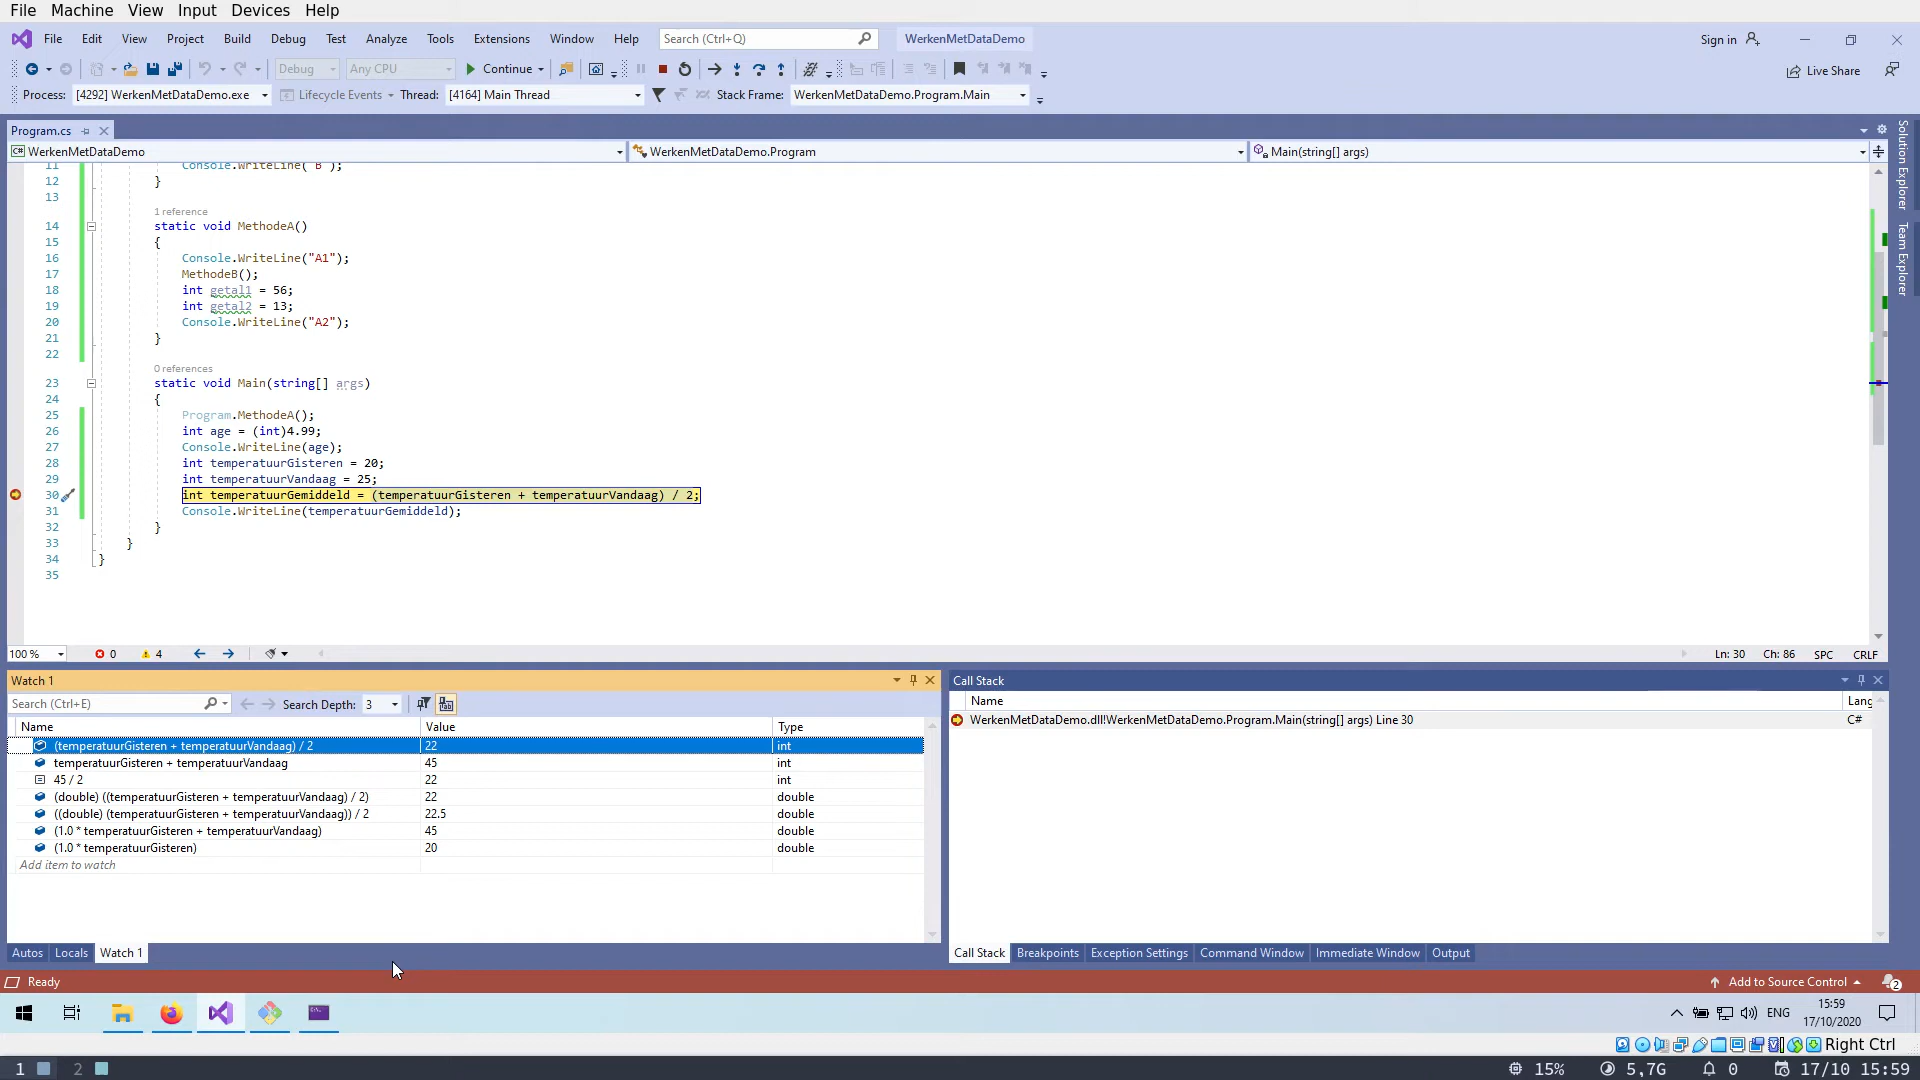 File Machine View Input Devices Help
File Edit View Project Build Debug Test Analyze Tools Extensions Window Help Search (Ctrl+Q) WerkenMetDataDemo Sign in
Debug Any CPU Continue Live Share
Process: [4292] WerkenMetDataDemo.exe Lifecycle Events Thread: [4164] Main Thread Stack Frame: WerkenMetDataDemo.Program.Main
Program.cs
C# WerkenMetDataDemo WerkenMetDataDemo.Program Main(string[] args)
Solution Explorer
Team Explorer
11 Console.WriteLine("B");
12 }
13
1 reference
14 static void MethodeA()
15 {
16 Console.WriteLine("A1");
17 MethodeB();
18 int getal1 = 56;
19 int getal2 = 13;
20 Console.WriteLine("A2");
21 }
22
0 references
23 static void Main(string[] args)
24 {
25 Program.MethodeA();
26 int age = (int)4.99;
27 Console.WriteLine(age);
28 int temperatuurGisteren = 20;
29 int temperatuurVandaag = 25;
30 int temperatuurGemiddeld = (temperatuurGisteren + temperatuurVandaag) / 2;
31 Console.WriteLine(temperatuurGemiddeld);
32 }
33 }
34 }
35
100 % 0 4 Ln: 30 Ch: 86 SPC CRLF
Watch 1
Search (Ctrl+E) Search Depth: 3
Name Value Type
(temperatuurGisteren + temperatuurVandaag) / 2 22 int
temperatuurGisteren + temperatuurVandaag 45 int
45 / 2 22 int
(double) ((temperatuurGisteren + temperatuurVandaag) / 2) 22 double
((double) (temperatuurGisteren + temperatuurVandaag)) / 2 22.5 double
(1.0 * temperatuurGisteren + temperatuurVandaag) 45 double
(1.0 * temperatuurGisteren) 20 double
Add item to watch
Autos Locals Watch 1
Call Stack
Name Lang
WerkenMetDataDemo.dll!WerkenMetDataDemo.Program.Main(string[] args) Line 30 C#
Call Stack Breakpoints Exception Settings Command Window Immediate Window Output
Ready Add to Source Control 2
ENG 15:59
17/10/2020
Right Ctrl
1 2 15% 5,7G 0 17/10 15:59